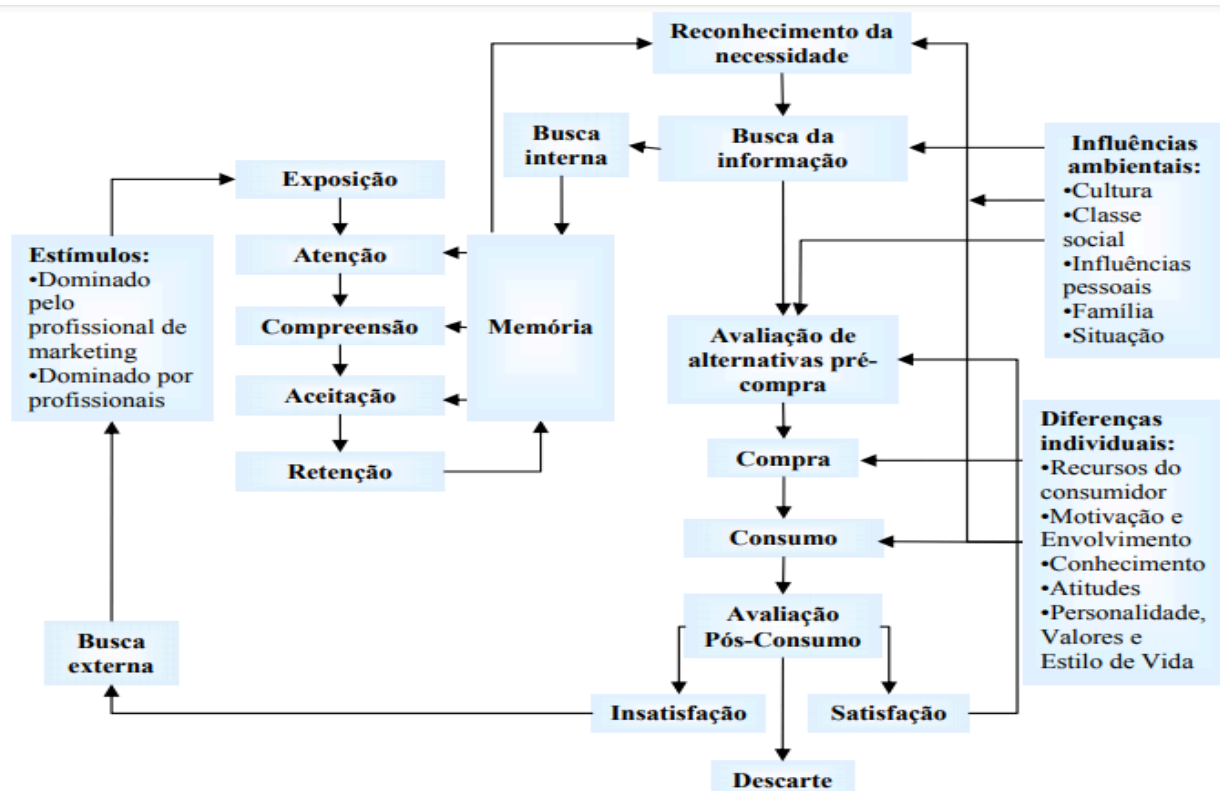 Reconhecimento da
necessidade
Busca
interna
Busca da
informação
Exposição
Atenção
Compreensão
Aceitação
Retenção
Memória
Estímulos:
•Dominado
pelo
profissional de
marketing
•Dominado por
profissionais
Influências
ambientais:
•Cultura
•Classe
social
•Influências
pessoais
•Família
•Situação
Avaliação de
alternativas pré-
compra
Compra
Consumo
Avaliação
Pós-Consumo
Diferenças
individuais:
•Recursos do
consumidor
•Motivação e
Envolvimento
•Conhecimento
•Atitudes
•Personalidade,
Valores e
Estilo de Vida
Busca
externa
Insatisfação
Satisfação
Descarte